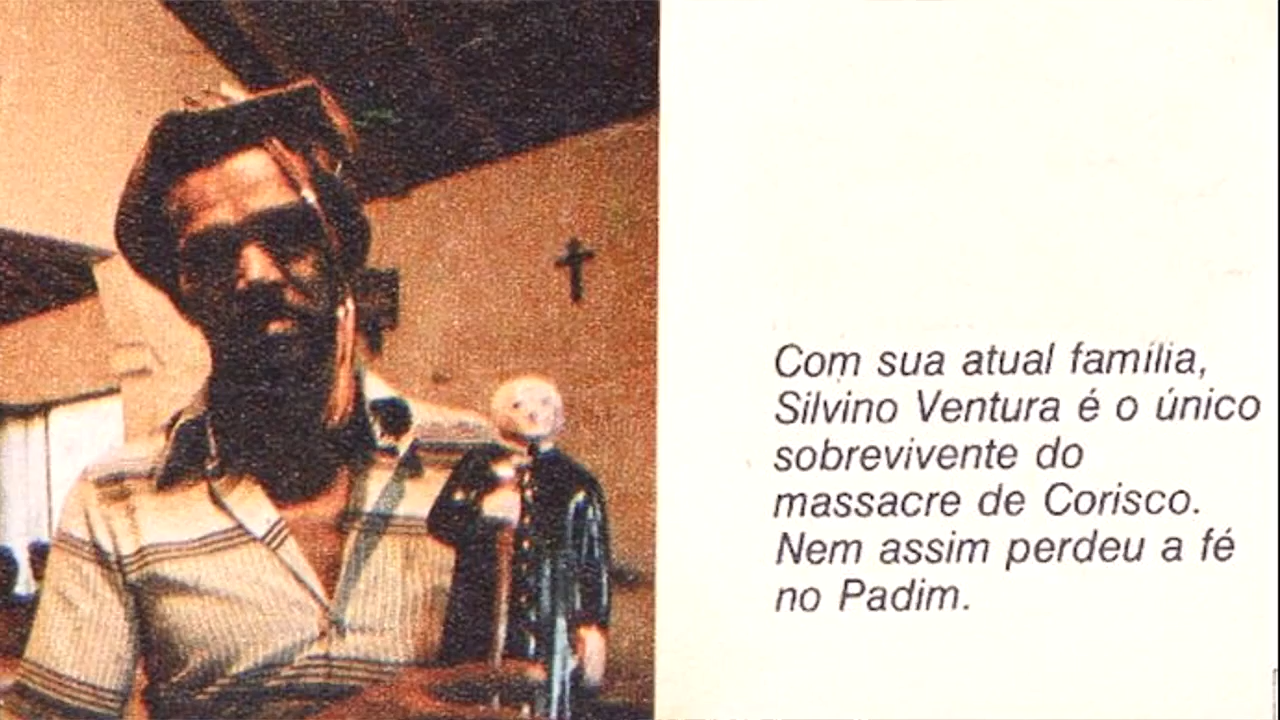 Com sua atual família,
Silvino Ventura é o único
sobrevivente do
massacre de Corisco.
Nem assim perdeu a fé
no Padim.